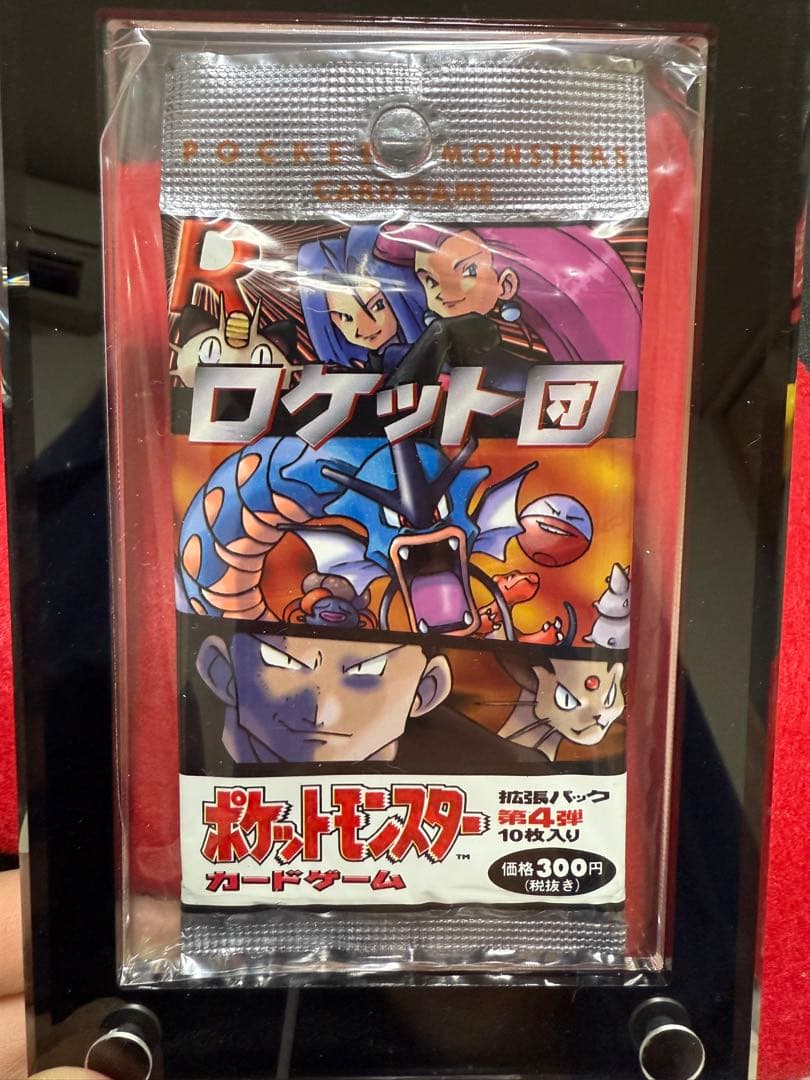 POCKET MONSTERS
CARD GAME
R
ロケット団
ポケットモンスター
TM
カードゲーム
拡張パック
第4弾
10枚入り
価格300円
(税抜き)